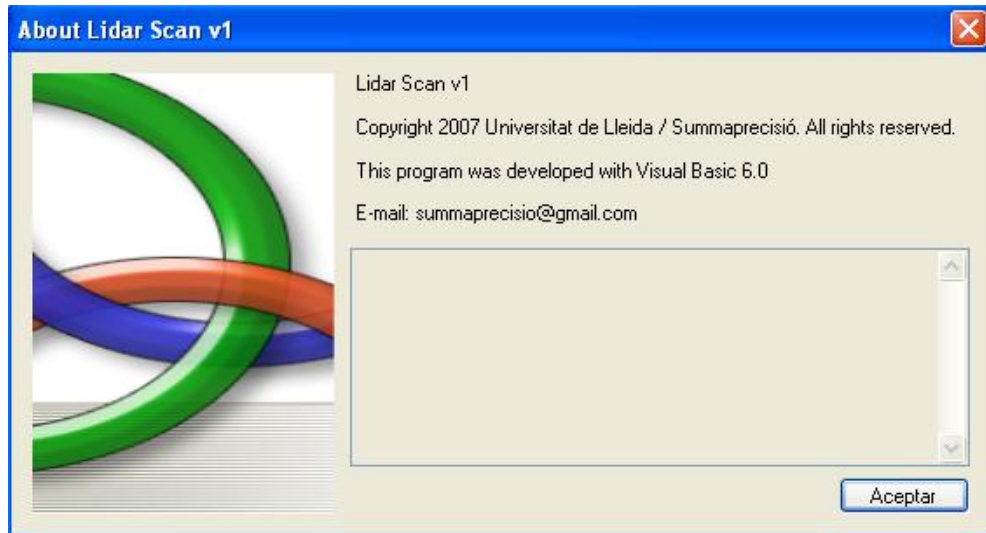 About Lidar Scan v1
Lidar Scan v1
Copyright 2007 Universitat de Lleida / Summaprecisió. All rights reserved.
This program was developed with Visual Basic 6.0
E-mail: summaprecisio@gmail.com
Aceptar